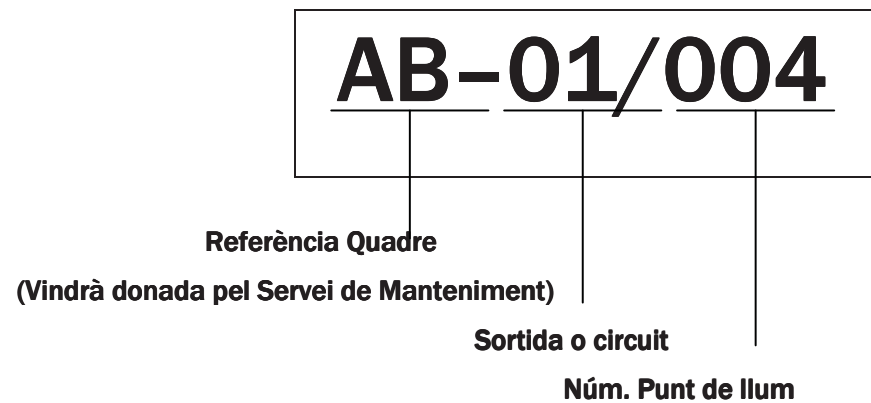 AB-01/004
Referència Quadre
(Vindrà donada pel Servei de Manteniment)
Sortida o circuit
Núm. Punt de llum